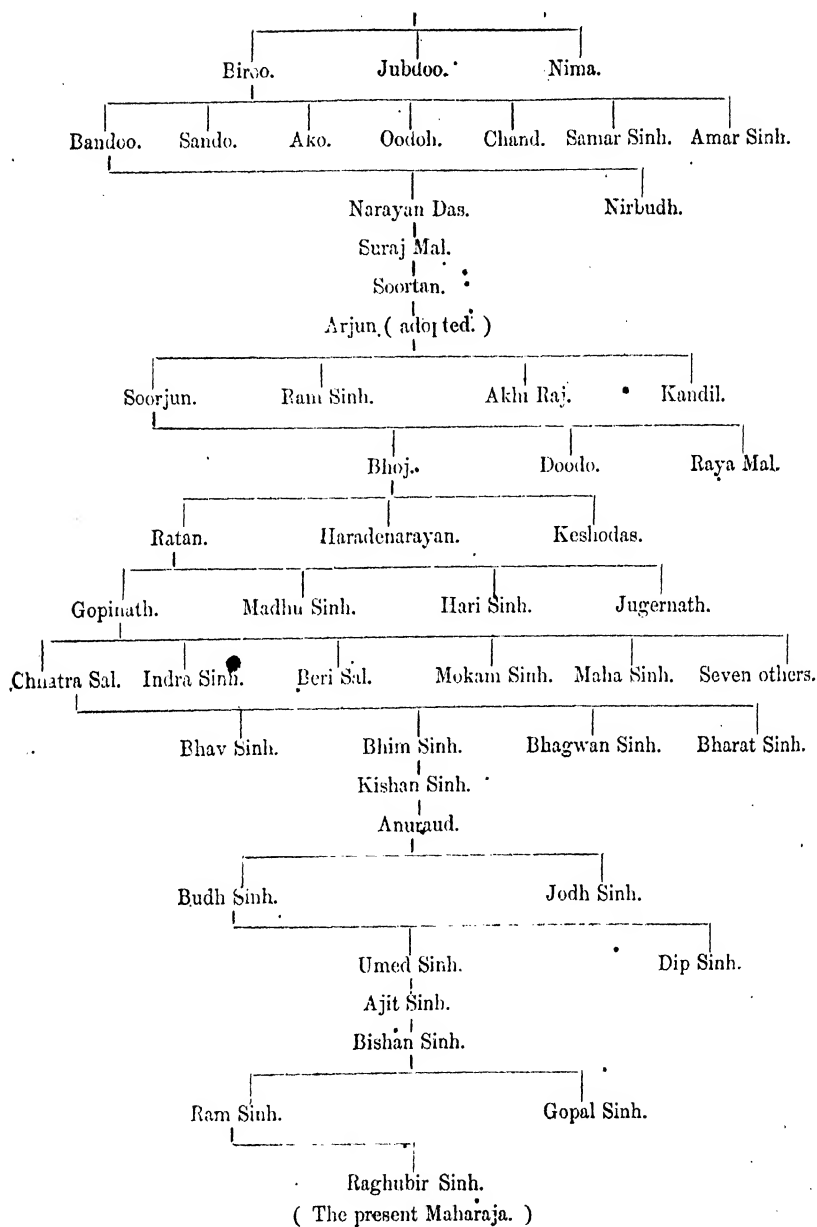 Biroo. Jubdoo. Nima.
Bandoo. Sando. Ako. Oodoh. Chand. Samar Sinh. Amar Sinh.
Narayan Das. Nirbudh.
Suraj Mal.
Soortan.
Arjun. ( adopted. )
Soorjun. Ram Sinh. Akhi Raj. Kandil.
Bhoj. Doodo. Raya Mal.
Ratan. Haradenarayan. Keshodas.
Gopinath. Madhu Sinh. Hari Sinh. Jugernath.
Chhatra Sal. Indra Sinh. Beri Sal. Mokam Sinh. Maha Sinh. Seven others.
Bhav Sinh. Bhim Sinh. Bhagwan Sinh. Bharat Sinh.
Kishan Sinh.
Anuraud.
Budh Sinh. Jodh Sinh.
Umed Sinh. Dip Sinh.
Ajit Sinh.
Bishan Sinh.
Ram Sinh. Gopal Sinh.
Raghubir Sinh.
( The present Maharaja. )